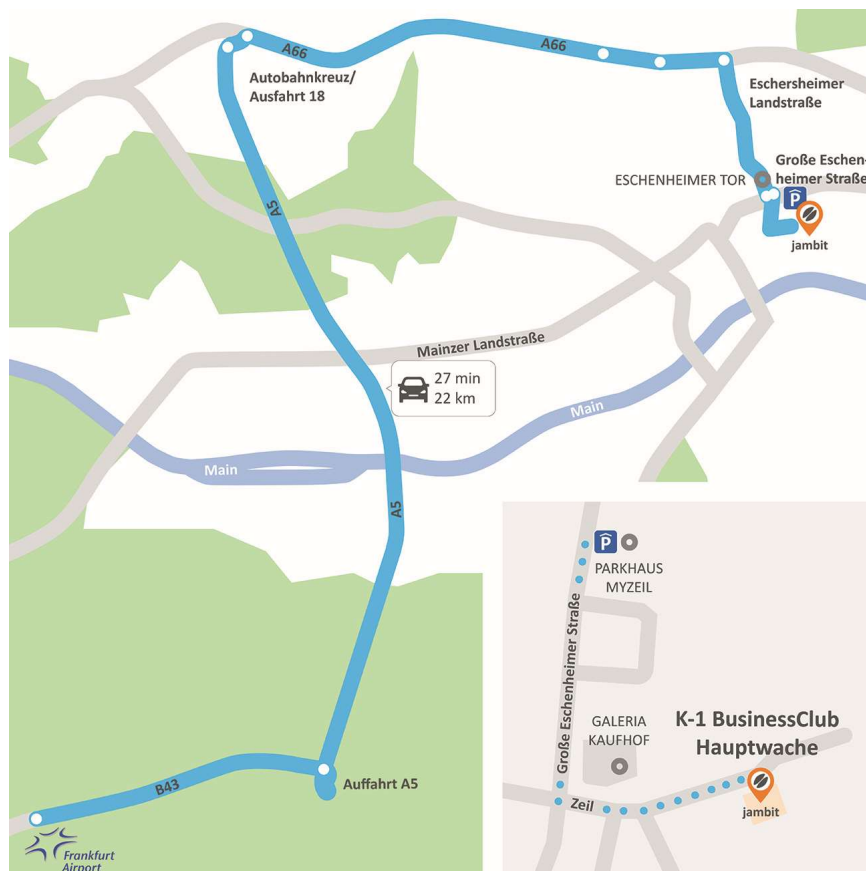 A66
A66
Autobahnkreuz/
Ausfahrt 18
Eschersheimer
Landstraße
Große Eschen-
heimer Straße
ESCHENHEIMER TOR
P
jambit
A5
Mainzer Landstraße
27 min
22 km
Main
Main
A5
B43
Auffahrt A5
Frankfurt
Airport
P
PARKHAUS
MYZEIL
Große Eschenheimer Straße
GALERIA
KAUFHOF
K-1 BusinessClub
Hauptwache
Zeil
jambit